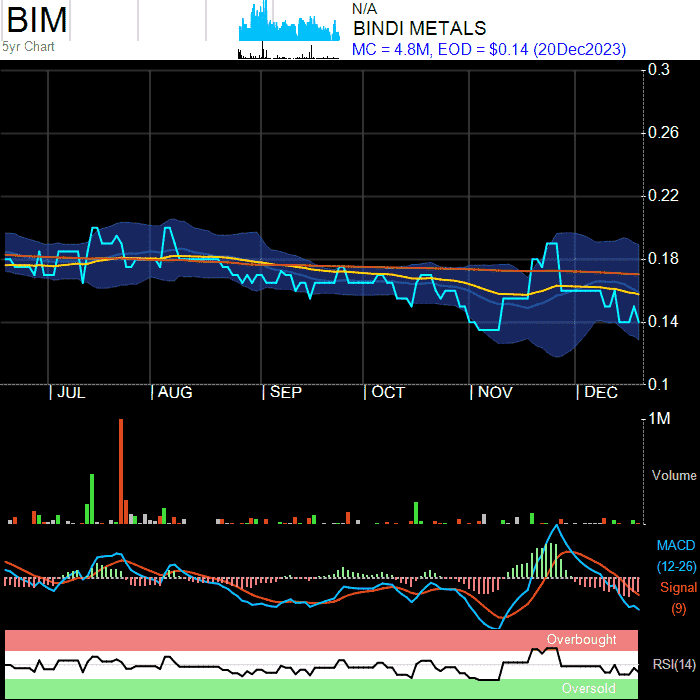 BIM
5yr Chart
N/A
BINDI METALS
MC = 4.8M, EOD = $0.14 (20Dec2023)
0.3
0.26
0.22
0.18
0.14
0.1
JUL
AUG
SEP
OCT
NOV
DEC
1M
Volume
MACD
(12-26)
Signal
(9)
Overbought
RSI(14)
Oversold